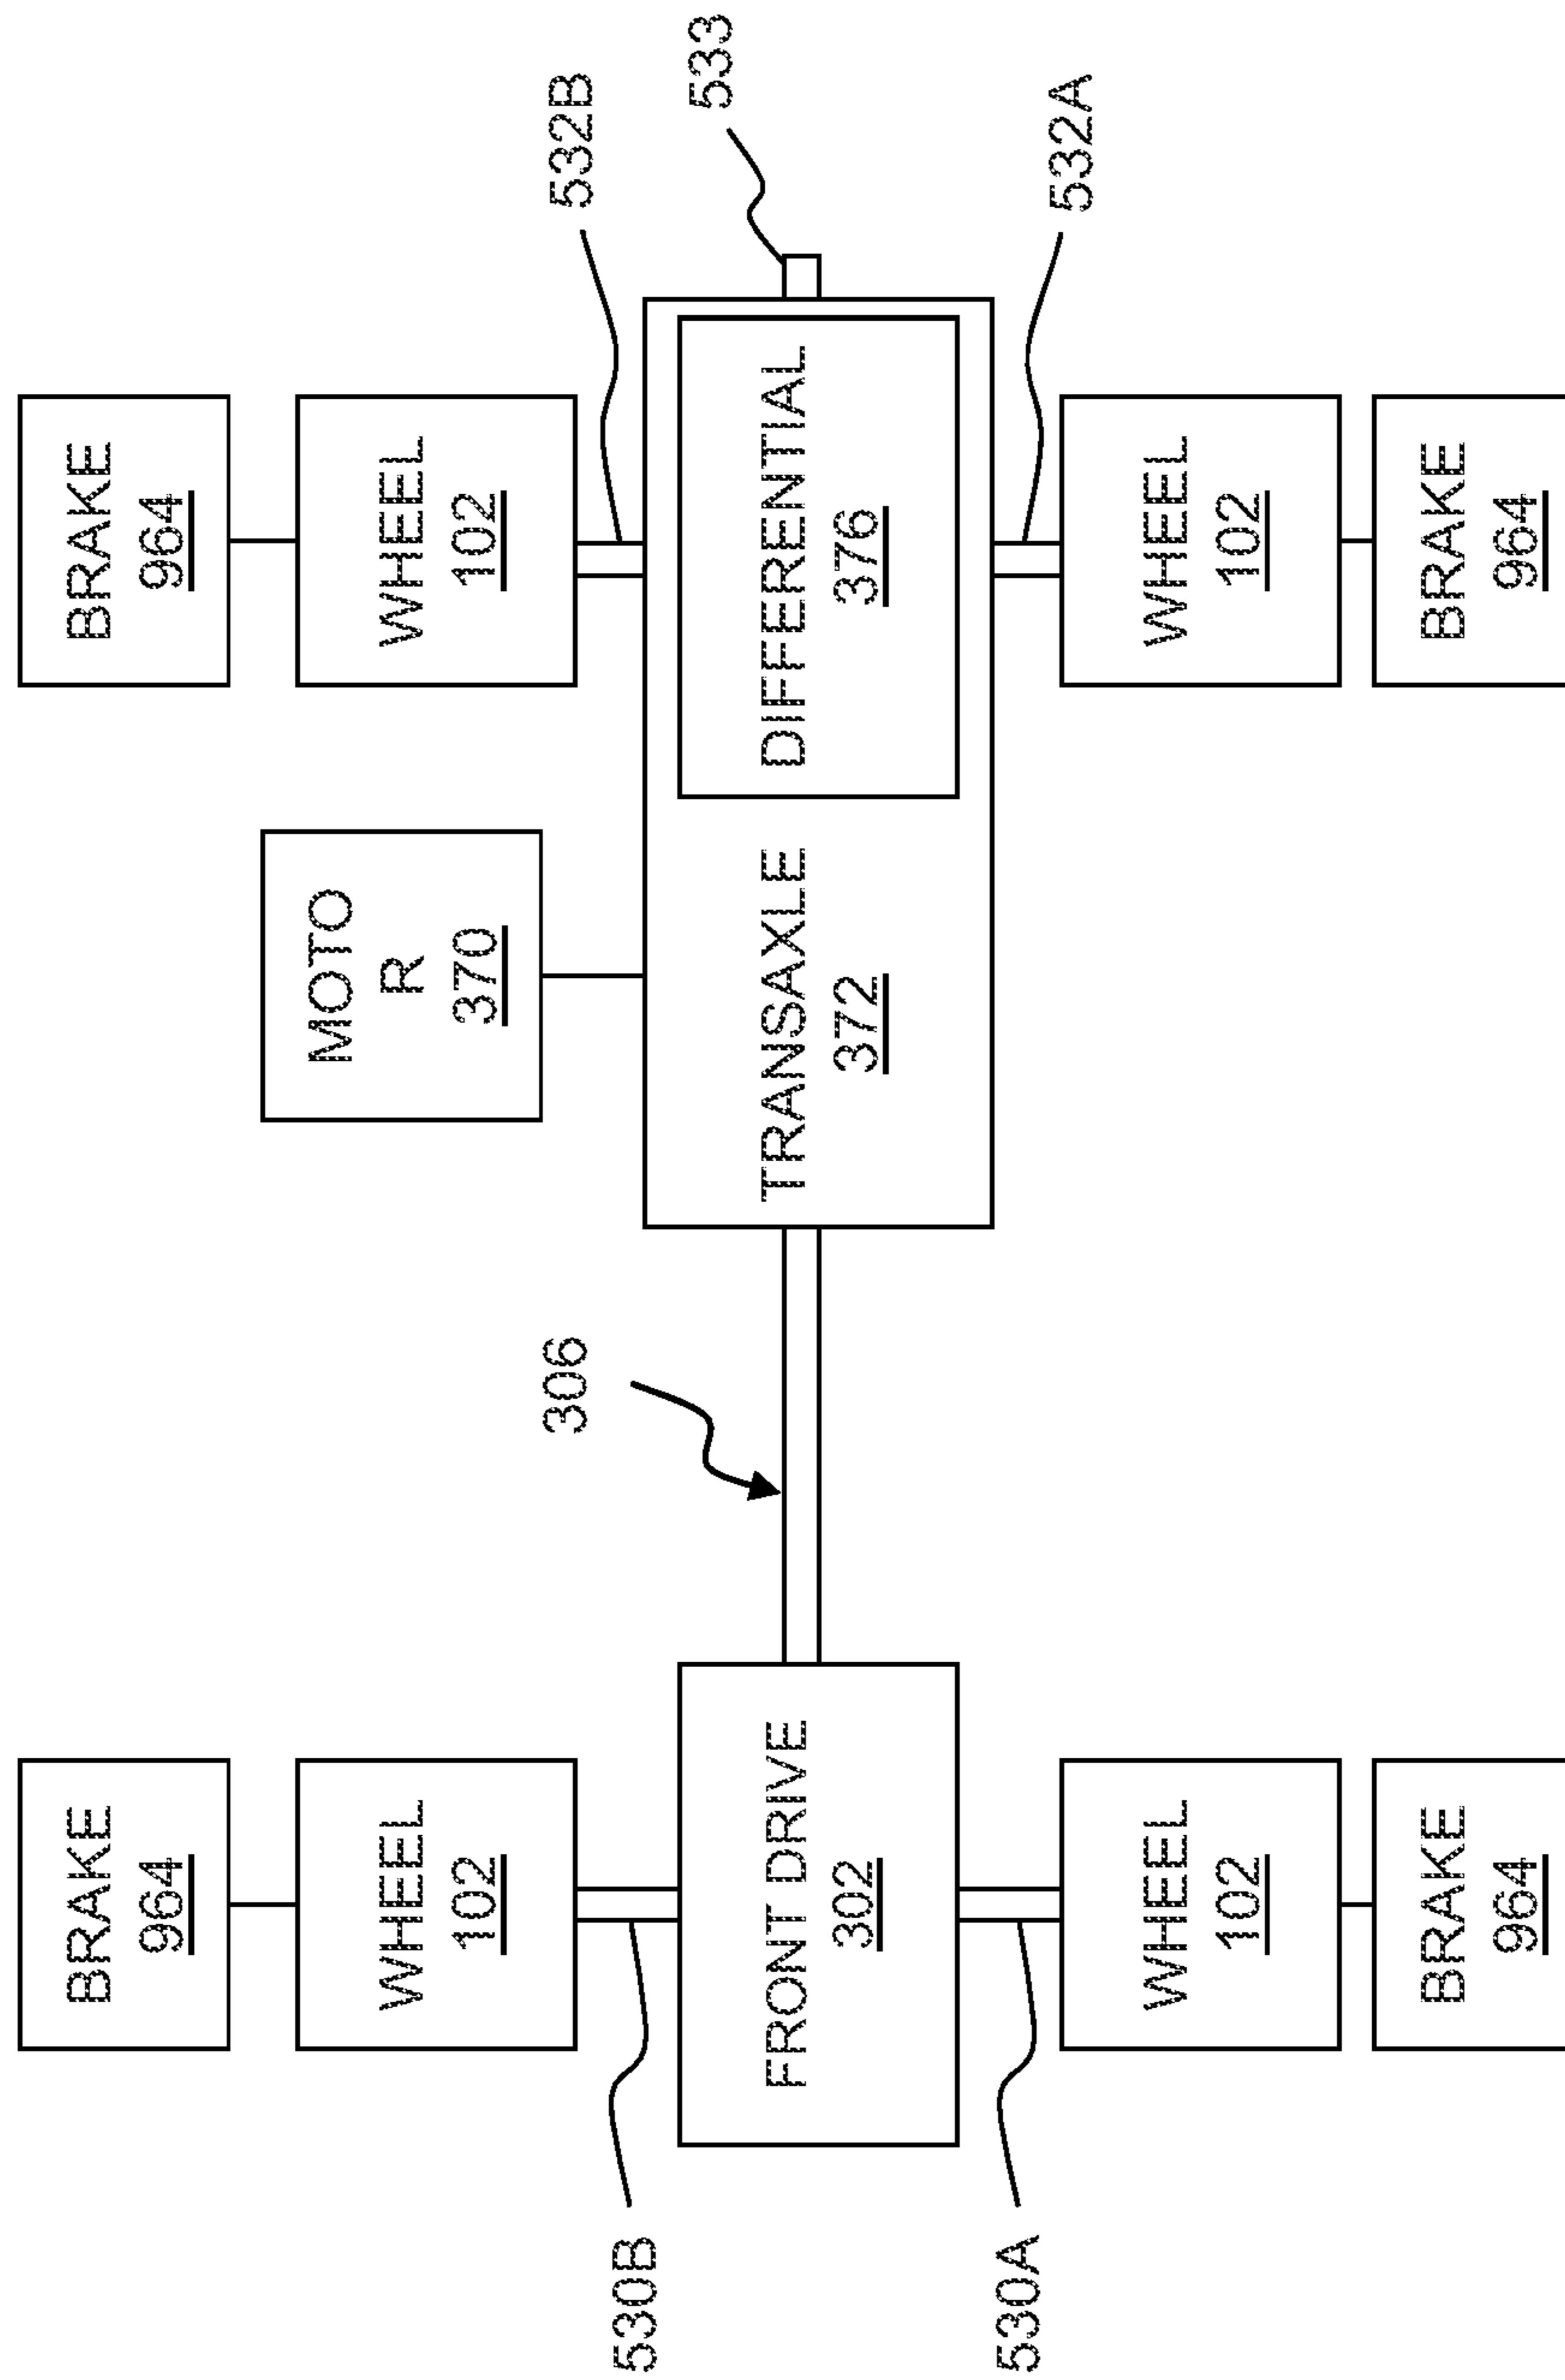 BRAKE
964
BRAKE
964
WHEEL
102
MOTO
R
370
WHEEL
102
530B
306
532B
533
FRONT DRIVE
302
TRANSAXLE
372
DIFFERENTIAL
376
530A
532A
WHEEL
102
WHEEL
102
BRAKE
964
BRAKE
964